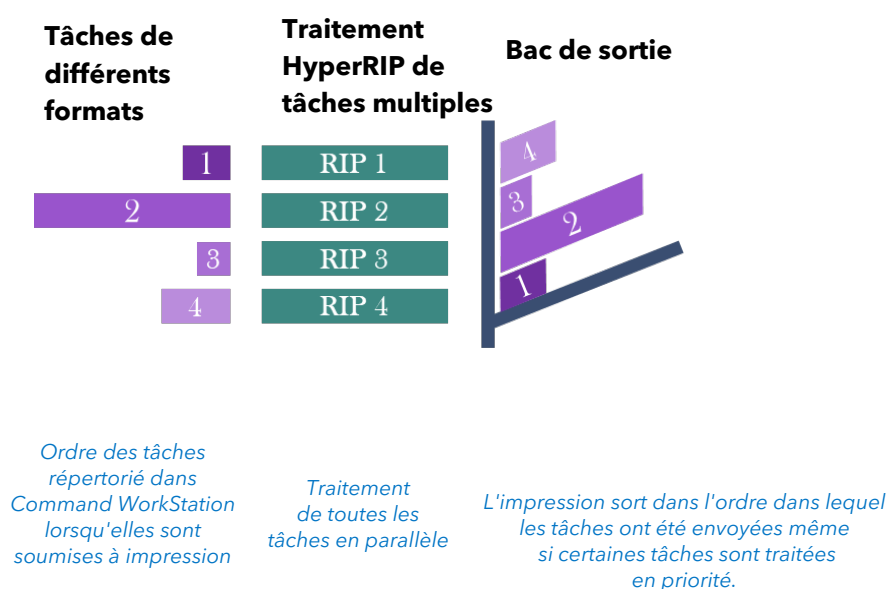 Tâches de
différents
formats
Traitement
HyperRIP de
tâches multiples
Bac de sortie
1
2
3
4
RIP 1
RIP 2
RIP 3
RIP 4
4
3
2
1
Ordre des tâches
répertorié dans
Command WorkStation
lorsqu'elles sont
soumises à impression
Traitement
de toutes les
tâches en parallèle
L'impression sort dans l'ordre dans lequel
les tâches ont été envoyées même
si certaines tâches sont traitées
en priorité.